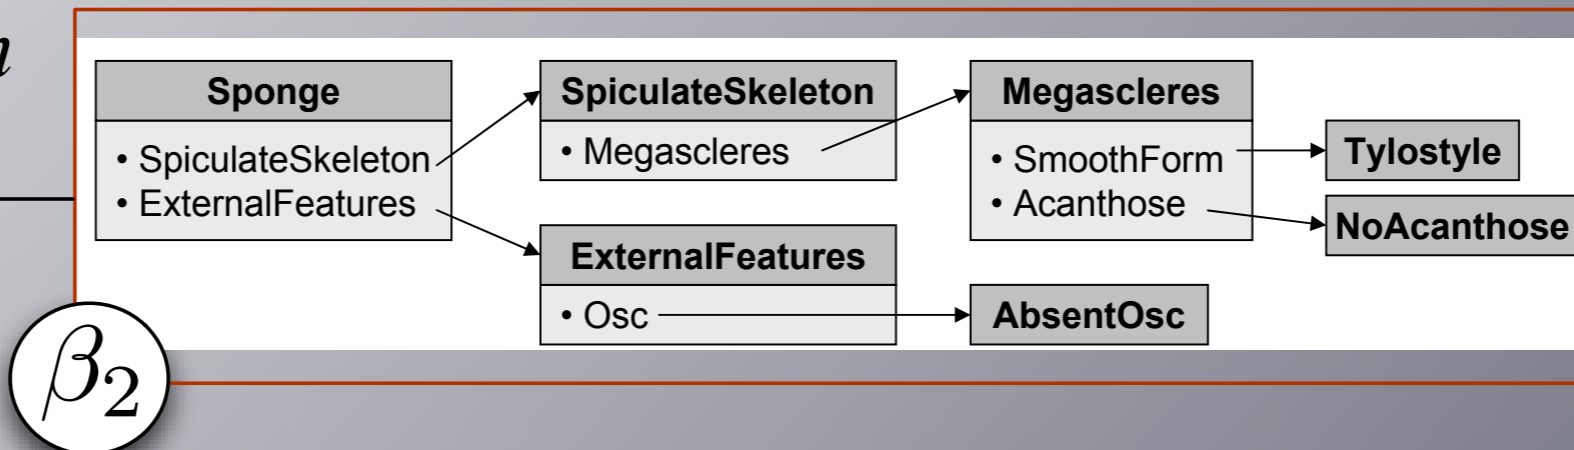 Sponge
• SpiculateSkeleton
• ExternalFeatures
SpiculateSkeleton
• Megascleres
ExternalFeatures
• Osc
Megascleres
• SmoothForm
• Acanthose
Tylostyle
NoAcanthose
AbsentOsc
β₂